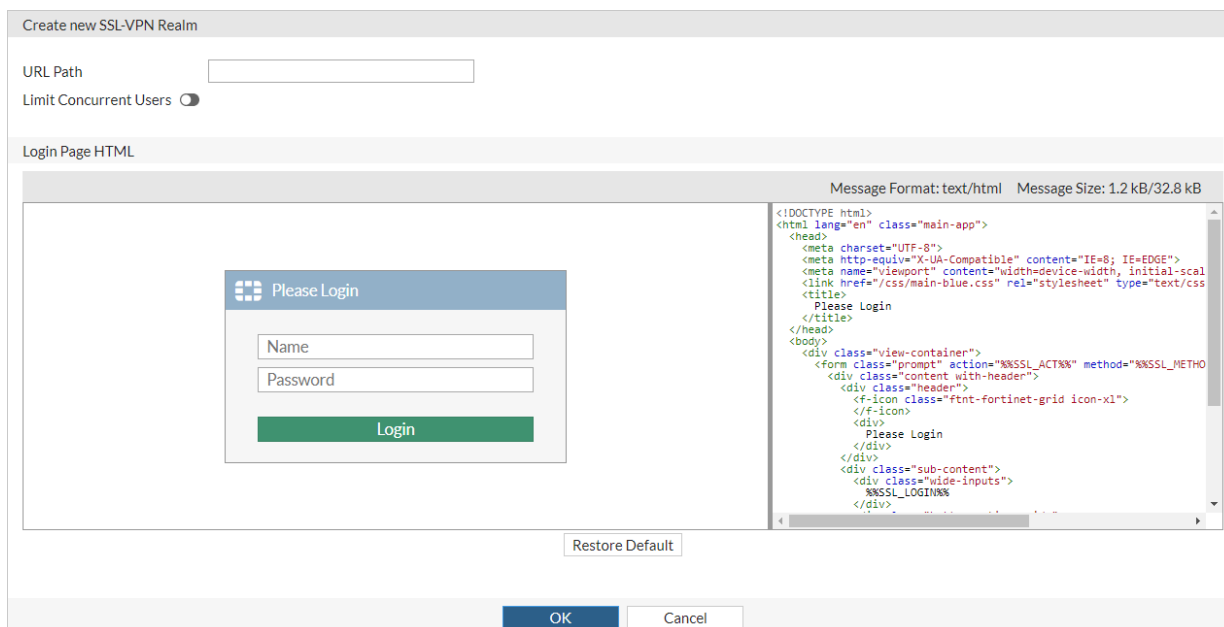 Create new SSL-VPN Realm
URL Path
Limit Concurrent Users
Login Page HTML
Message Format: text/html Message Size: 1.2 kB/32.8 kB
Please Login
Name
Password
Login
<!DOCTYPE html>
<html lang="en" class="main-app">
<head>
<meta charset="UTF-8">
<meta http-equiv="X-UA-Compatible" content="IE=8; IE=EDGE">
<meta name="viewport" content="width=device-width, initial-scal
<link href="/css/main-blue.css" rel="stylesheet" type="text/css
<title>
Please Login
</title>
</head>
<body>
<div class="view-container">
<form class="prompt" action="%%SSL_ACT%%" method="%%SSL_METHO
<div class="content with-header">
<div class="header">
<f-icon class="ftnt-fortinet-grid icon-xl">
</f-icon>
<div>
Please Login
</div>
</div>
<div class="sub-content">
<div class="wide-inputs">
%%SSL_LOGIN%%
</div>
Restore Default
OK Cancel